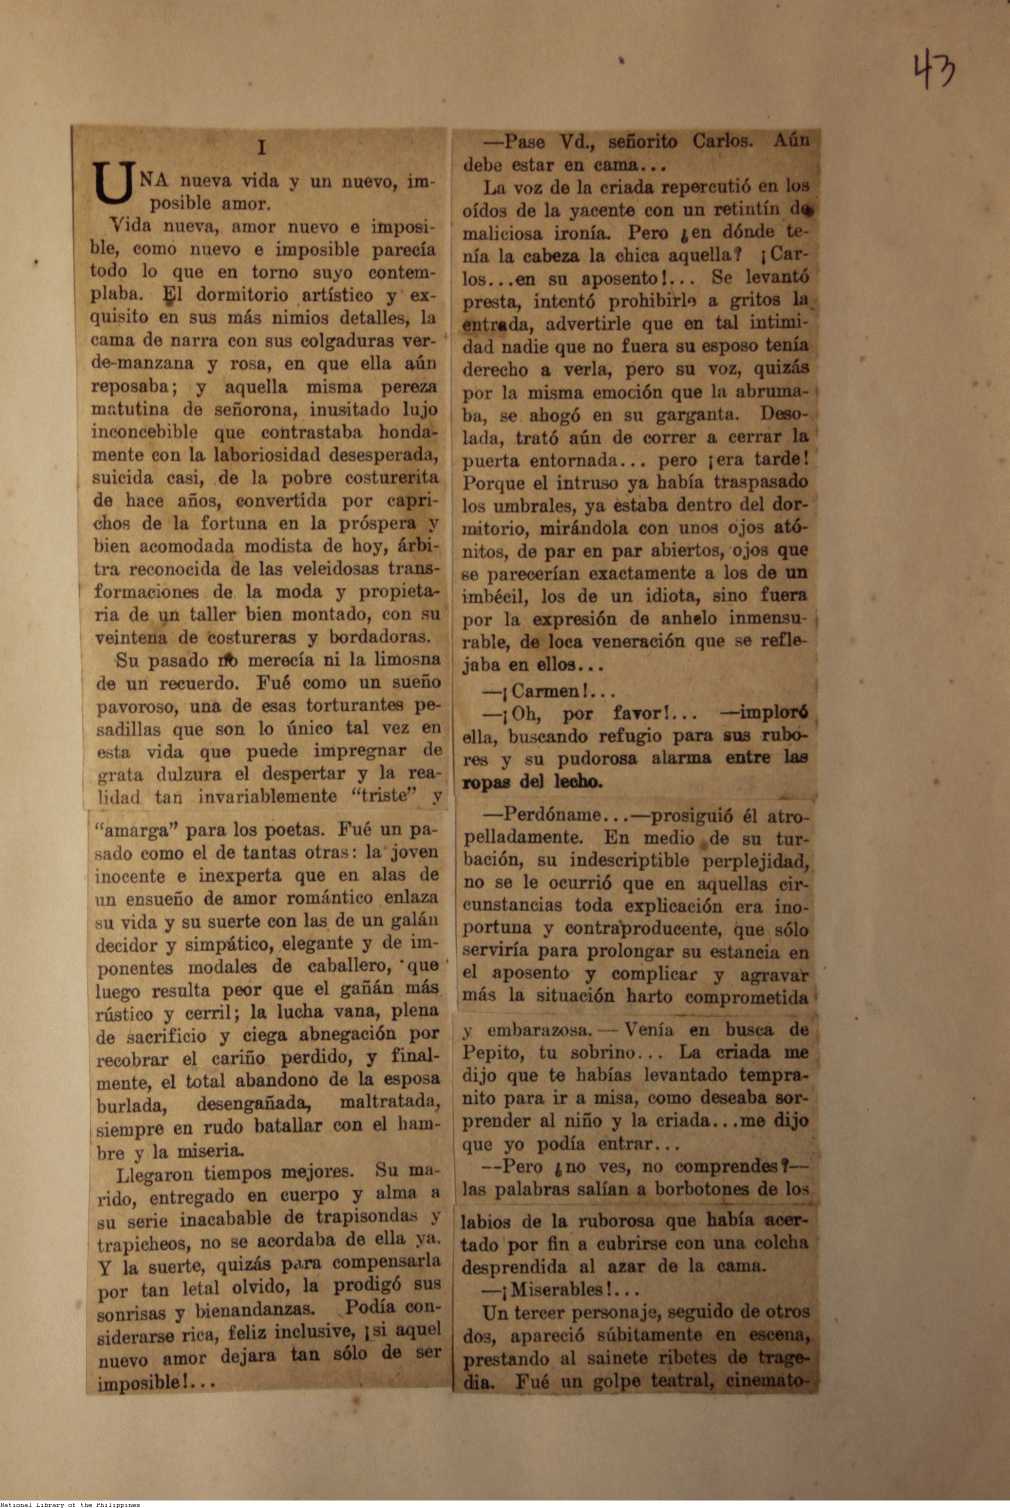 43
I
UNA nueva vida y un nuevo, im-
posible amor.
Vida nueva, amor nuevo e imposi-
ble, como nuevo e imposible parecía
todo lo que en torno suyo contem-
plaba. El dormitorio artístico y ex-
quisito en sus más nimios detalles, la
cama de narra con sus colgaduras ver-
de-manzana y rosa, en que ella aún
reposaba; y aquella misma pereza
matutina de señorona, inusitado lujo
inconcebible que contrastaba honda-
mente con la laboriosidad desesperada,
suicida casi, de la pobre costurerita
de hace años, convertida por capri-
chos de la fortuna en la próspera y
bien acomodada modista de hoy, árbi-
tra reconocida de las veleidosas trans-
formaciones de la moda y propieta-
ria de un taller bien montado, con su
veintena de costureras y bordadoras.
Su pasado no merecía ni la limosna
de un recuerdo. Fué como un sueño
pavoroso, una de esas torturantes pe-
sadillas que son lo único tal vez en
esta vida que puede impregnar de
grata dulzura el despertar y la rea-
lidad tan invariablemente "triste" y
"amarga" para los poetas. Fué un pa-
sado como el de tantas otras: la joven
inocente e inexperta que en alas de
un ensueño de amor romántico enlaza
su vida y su suerte con las de un galán
decidor y simpático, elegante y de im-
ponentes modales de caballero, que
luego resulta peor que el gañán más
rústico y cerril; la lucha vana, plena
de sacrificio y ciega abnegación por
recobrar el cariño perdido, y final-
mente, el total abandono de la esposa
burlada, desengañada, maltratada,
siempre en rudo batallar con el ham-
bre y la miseria.
Llegaron tiempos mejores. Su ma-
rido, entregado en cuerpo y alma a
su serie inacabable de trapisondas y
trapicheos, no se acordaba de ella ya.
Y la suerte, quizás para compensarla
por tan letal olvido, la prodigó sus
sonrisas y bienandanzas. Podía con-
siderarse rica, feliz inclusive, ¡si aquel
nuevo amor dejara tan sólo de ser
imposible!...
—Pase Vd., señorito Carlos. Aún
debe estar en cama...
La voz de la criada repercutió en los
oídos de la yacente con un retintín de
maliciosa ironía. Pero ¿en dónde te-
nía la cabeza la chica aquella? ¡Car-
los...en su aposento!... Se levantó
presta, intentó prohibirle a gritos la
entrada, advertirle que en tal intimi-
dad nadie que no fuera su esposo tenía
derecho a verla, pero su voz, quizás
por la misma emoción que la abruma-
ba, se ahogó en su garganta. Deso-
lada, trató aún de correr a cerrar la
puerta entornada... pero ¡era tarde!
Porque el intruso ya había traspasado
los umbrales, ya estaba dentro del dor-
mitorio, mirándola con unos ojos ató-
nitos, de par en par abiertos, ojos que
se parecerían exactamente a los de un
imbécil, los de un idiota, sino fuera
por la expresión de anhelo inmensu-
rable, de loca veneración que se refle-
jaba en ellos...
—¡Carmen!...
—¡Oh, por favor!... —imploró
ella, buscando refugio para sus rubo-
res y su pudorosa alarma entre las
ropas del lecho.
—Perdóname...—prosiguió él atro-
pelladamente. En medio de su tur-
bación, su indescriptible perplejidad,
no se le ocurrió que en aquellas cir-
cunstancias toda explicación era ino-
portuna y contraproducente, que sólo
serviría para prolongar su estancia en
el aposento y complicar y agravar
más la situación harto comprometida
y embarazosa. — Venía en busca de
Pepito, tu sobrino... La criada me
dijo que te habías levantado tempra-
nito para ir a misa, como deseaba sor-
prender al niño y la criada...me dijo
que yo podía entrar...
--Pero ¿no ves, no comprendes?—
las palabras salían a borbotones de los
labios de la ruborosa que había acer-
tado por fin a cubrirse con una colcha
desprendida al azar de la cama.
—¡Miserables!...
Un tercer personaje, seguido de otros
dos, apareció súbitamente en escena,
prestando al sainete ribetes de trage-
dia. Fué un golpe teatral, cinemato-
National Library of the Philippines